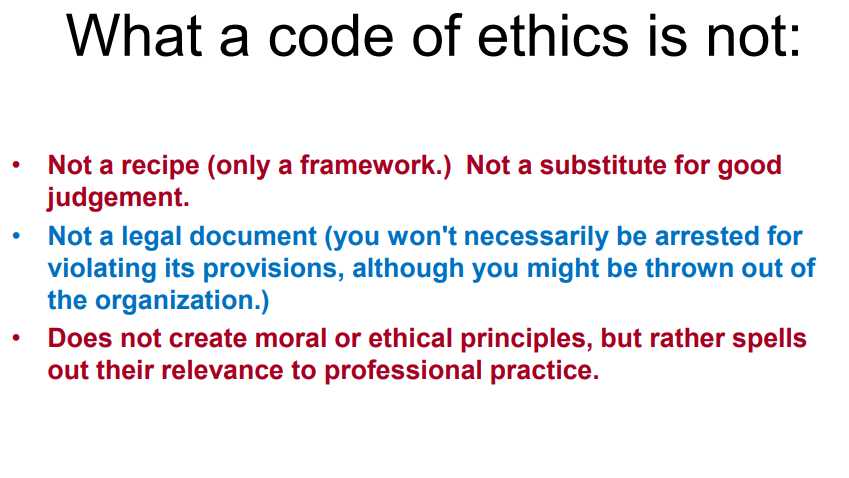 What a code of ethics is not:
• Not a recipe (only a framework.)  Not a substitute for good
judgement.
• Not a legal document (you won't necessarily be arrested for
violating its provisions, although you might be thrown out of
the organization.)
• Does not create moral or ethical principles, but rather spells
out their relevance to professional practice.